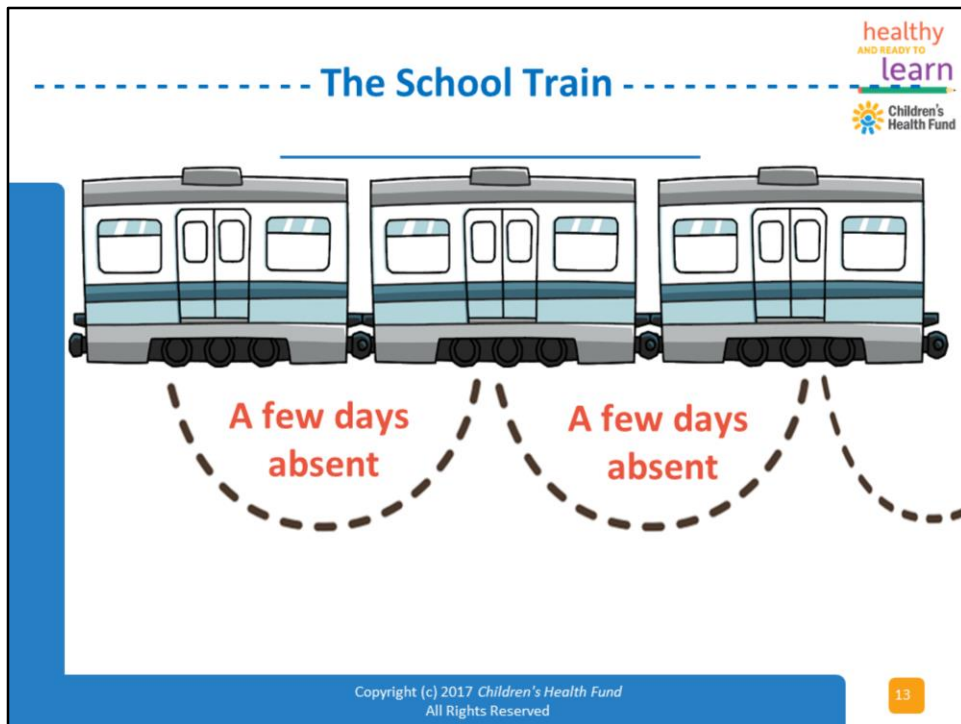 healthy
AND READY TO
learn
The School Train
Children's
Health Fund
A few days
absent
A few days
absent
Copyright (c) 2017 Children's Health Fund
All Rights Reserved
13